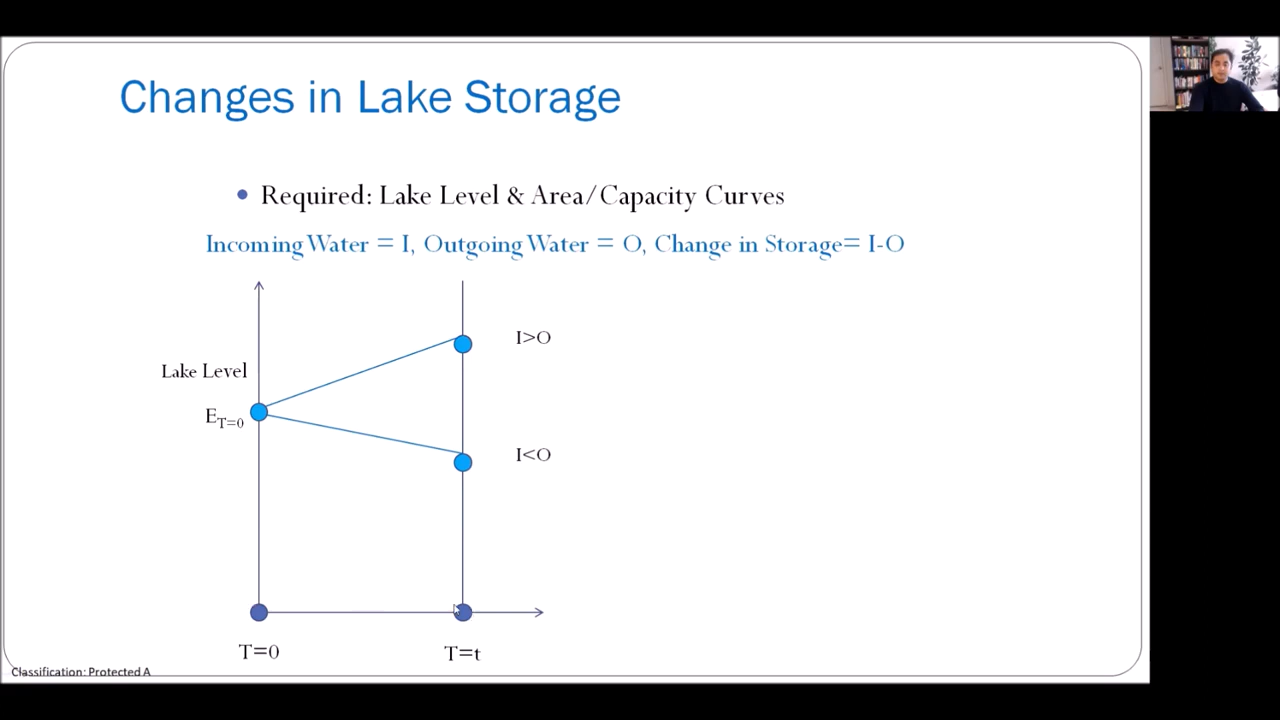 Changes in Lake Storage
• Required: Lake Level & Area/Capacity Curves
Incoming Water = I, Outgoing Water = O, Change in Storage= I-O
I>O
Lake Level
E_T=0
I<O
T=0
T=t
Classification: Protected A